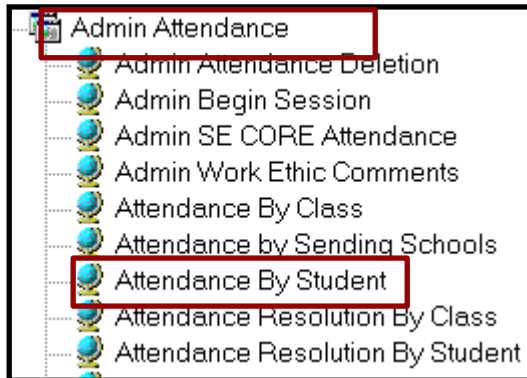 Admin Attendance
Admin Attendance Deletion
Admin Begin Session
Admin SE CORE Attendance
Admin Work Ethic Comments
Attendance By Class
Attendance by Sending Schools
Attendance By Student
Attendance Resolution By Class
Attendance Resolution By Student